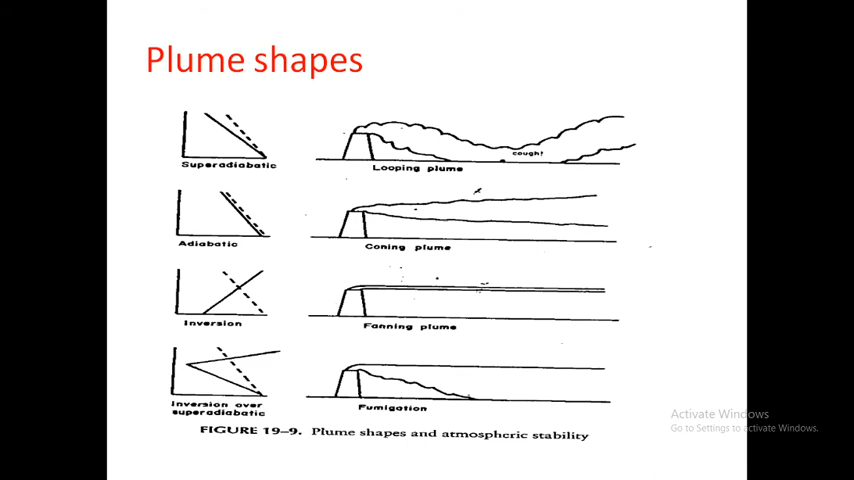 Plume shapes
cough!
Superadiabatic
Looping plume
Adiabatic
Coning plume
Inversion
Fanning plume
Inversion over
superadiabatic
Fumigation
FIGURE 19–9. Plume shapes and atmospheric stability
Activate Windows
Go to Settings to activate Windows.